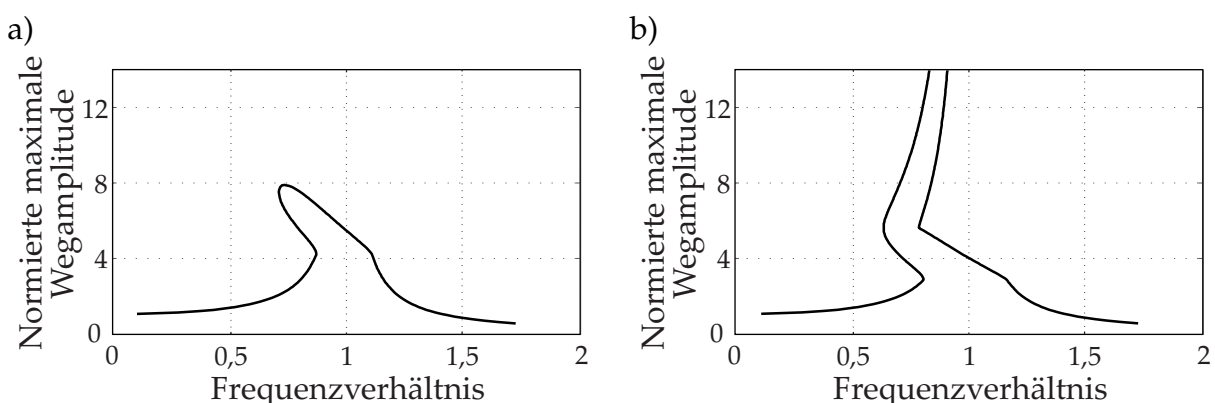 a)
Normierte maximale
Wegamplitude
12
8
4
0
0 0,5 1 1,5 2
Frequenzverhältnis
b)
Normierte maximale
Wegamplitude
12
8
4
0
0 0,5 1 1,5 2
Frequenzverhältnis